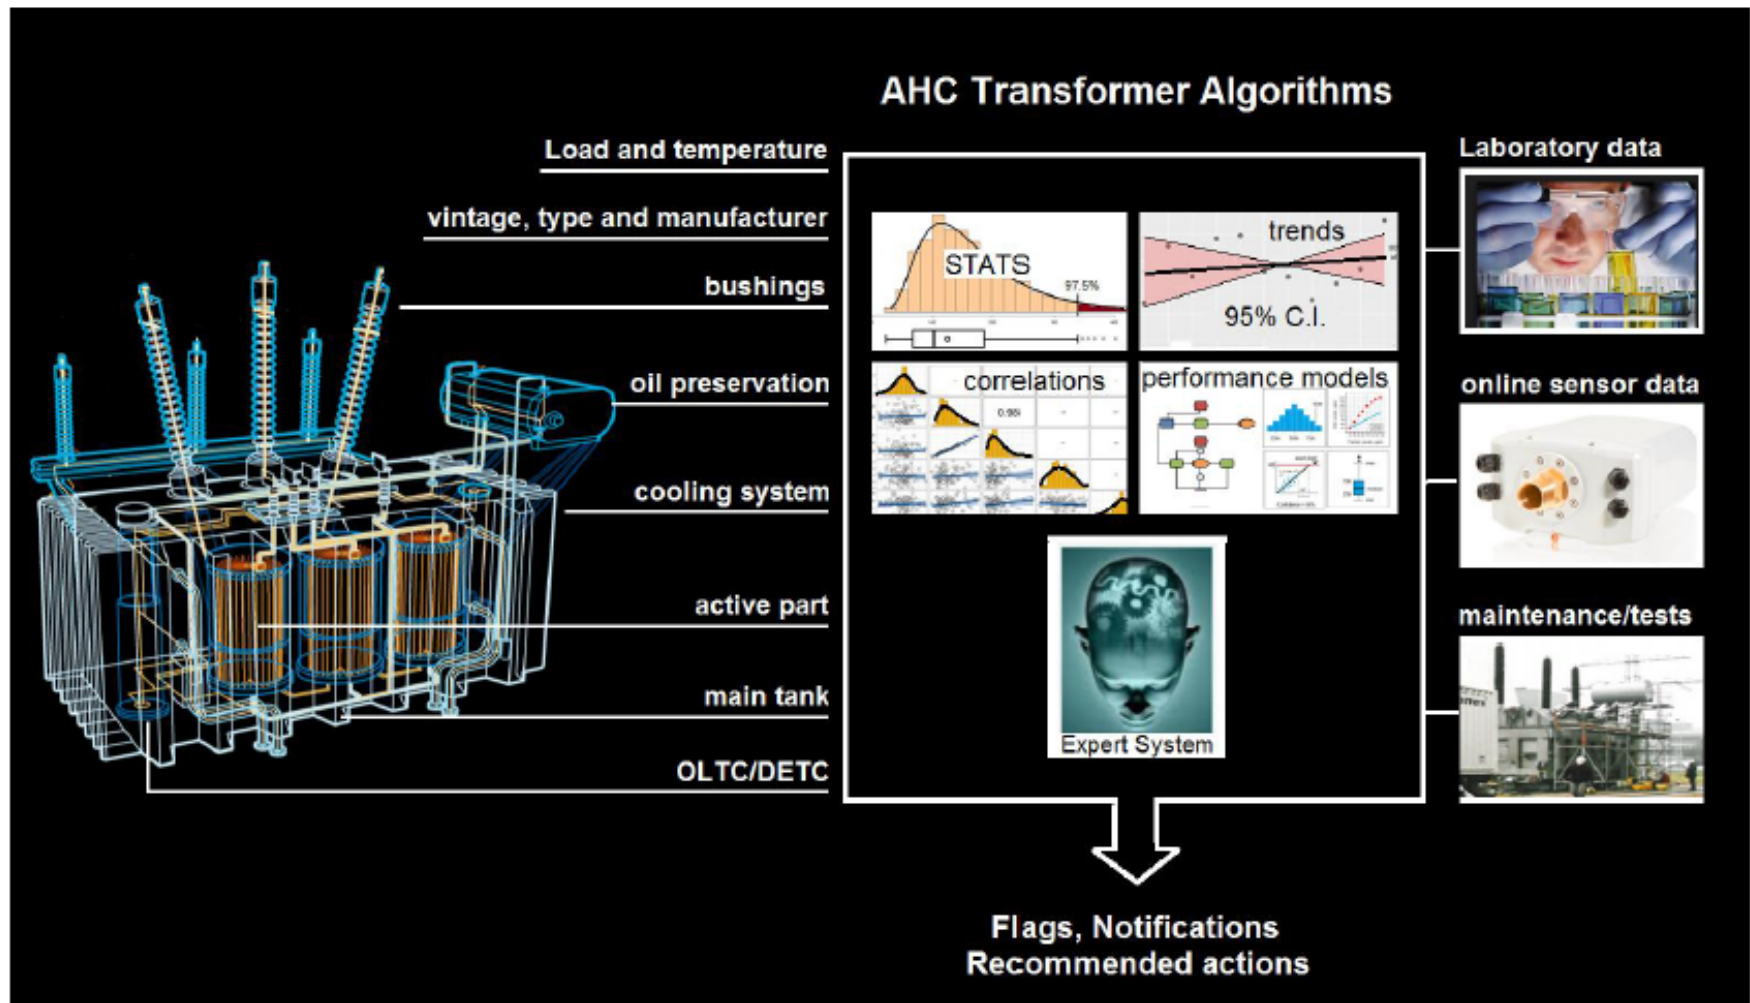 AHC Transformer Algorithms
Load and temperature
vintage, type and manufacturer
bushings
oil preservation
cooling system
active part
main tank
OLTC/DETC
STATS
97.5%
trends
95% C.I.
correlations
0.98
performance models
Expert System
Laboratory data
online sensor data
maintenance/tests
Flags, Notifications
Recommended actions